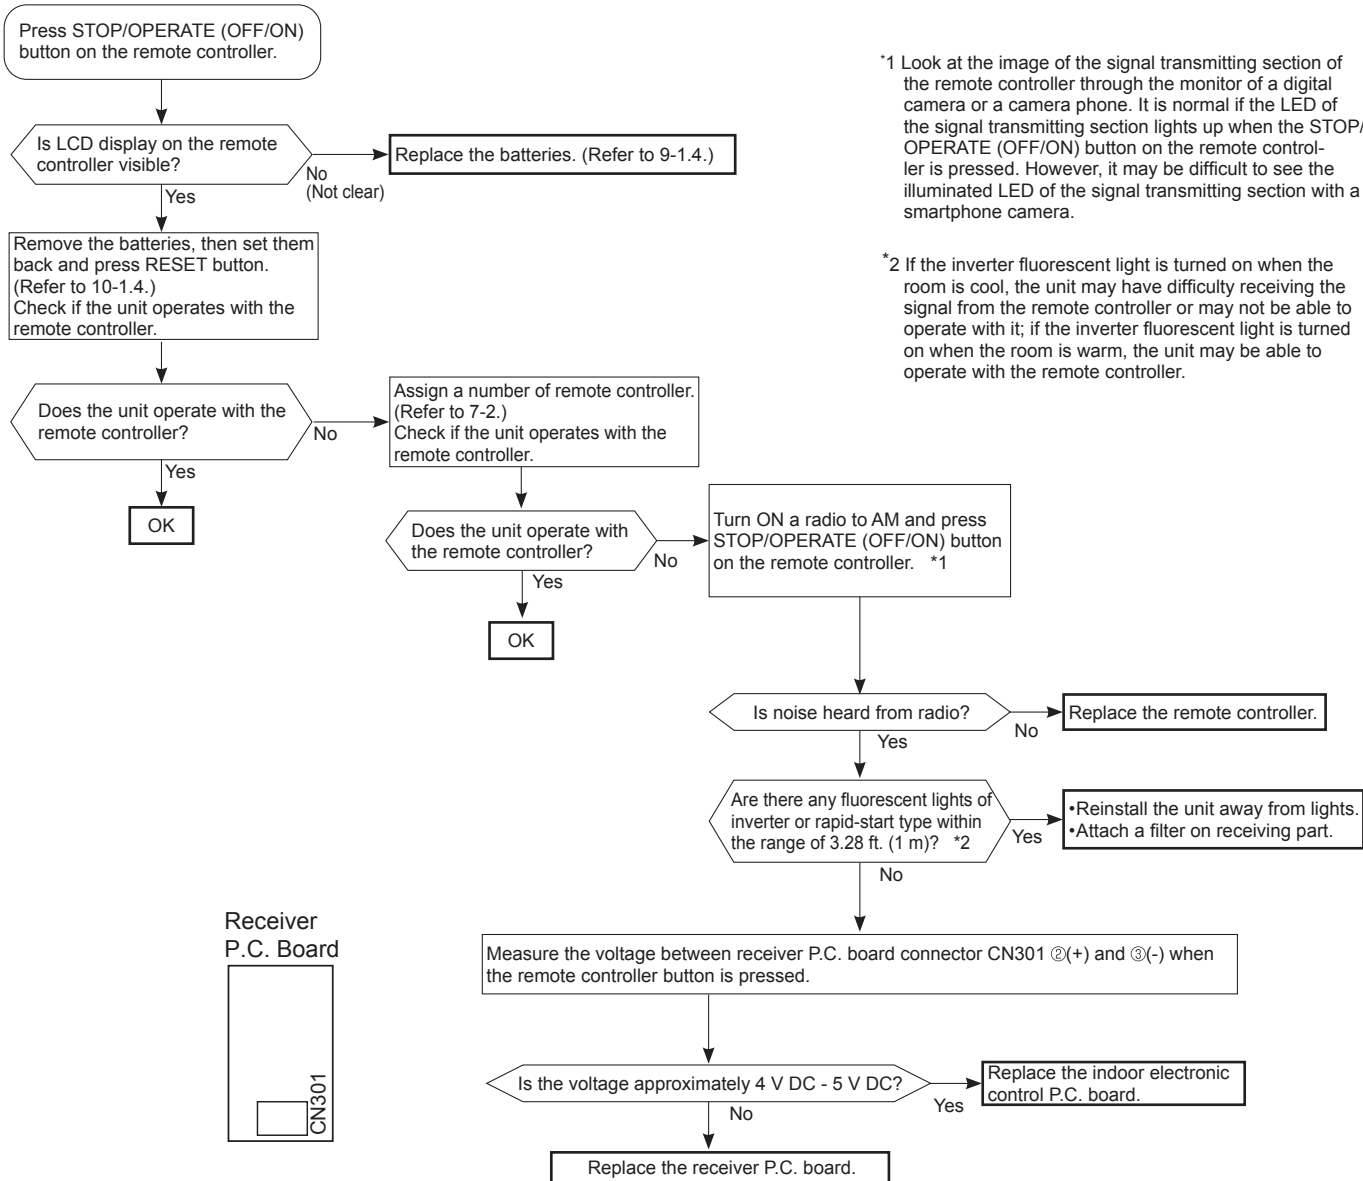 Press STOP/OPERATE (OFF/ON)
button on the remote controller.
Is LCD display on the remote
controller visible?
No
(Not clear)
Replace the batteries. (Refer to 9-1.4.)
Yes
Remove the batteries, then set them
back and press RESET button.
(Refer to 10-1.4.)
Check if the unit operates with the
remote controller.
Does the unit operate with the
remote controller?
No
Yes
OK
Assign a number of remote controller.
(Refer to 7-2.)
Check if the unit operates with the
remote controller.
Does the unit operate with
the remote controller?
No
Yes
OK
Turn ON a radio to AM and press
STOP/OPERATE (OFF/ON) button
on the remote controller. *1
Is noise heard from radio?
No
Replace the remote controller.
Yes
Are there any fluorescent lights of
inverter or rapid-start type within
the range of 3.28 ft. (1 m)? *2
Yes
•Reinstall the unit away from lights.
•Attach a filter on receiving part.
No
Measure the voltage between receiver P.C. board connector CN301 ②(+) and ③(-) when
the remote controller button is pressed.
Is the voltage approximately 4 V DC - 5 V DC?
Yes
Replace the indoor electronic
control P.C. board.
No
Replace the receiver P.C. board.
*1 Look at the image of the signal transmitting section of
the remote controller through the monitor of a digital
camera or a camera phone. It is normal if the LED of
the signal transmitting section lights up when the STOP/
OPERATE (OFF/ON) button on the remote control-
ler is pressed. However, it may be difficult to see the
illuminated LED of the signal transmitting section with a
smartphone camera.
*2 If the inverter fluorescent light is turned on when the
room is cool, the unit may have difficulty receiving the
signal from the remote controller or may not be able to
operate with it; if the inverter fluorescent light is turned
on when the room is warm, the unit may be able to
operate with the remote controller.
Receiver
P.C. Board
CN301